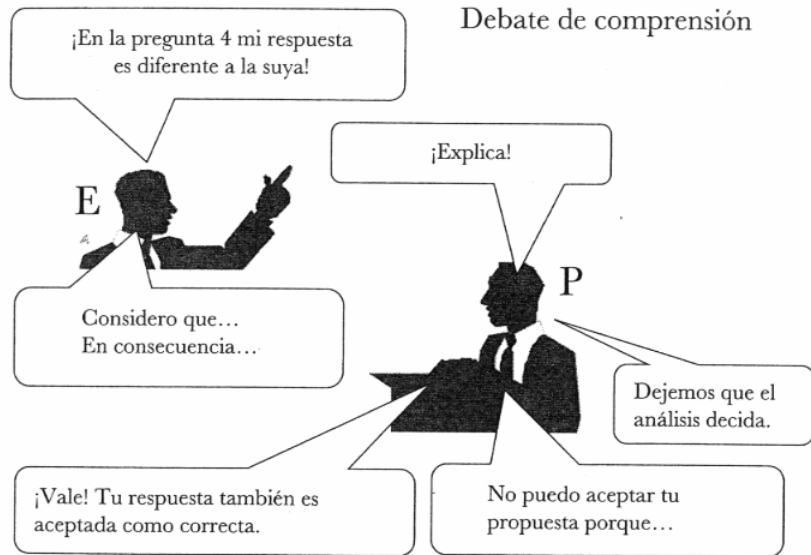 Debate de comprensión
¡En la pregunta 4 mi respuesta
es diferente a la suya!
¡Explica!
E
P
Considero que…
En consecuencia…
Dejemos que el
análisis decida.
¡Vale! Tu respuesta también es
aceptada como correcta.
No puedo aceptar tu
propuesta porque…